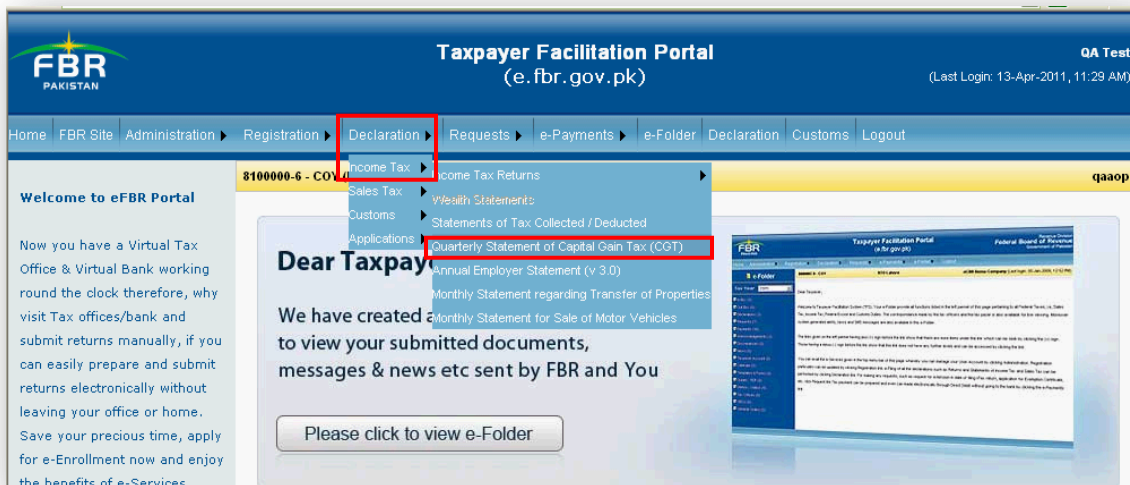 FBR
PAKISTAN
Taxpayer Facilitation Portal
(e.fbr.gov.pk)
QA Test
(Last Login: 13-Apr-2011, 11:29 AM)
Home FBR Site Administration Registration Declaration Requests e-Payments e-Folder Declaration Customs Logout
8100000-6 - COY
qaaop
Income Tax
Sales Tax
Customs
Applications
Income Tax Returns
Wealth Statements
Statements of Tax Collected / Deducted
Quarterly Statement of Capital Gain Tax (CGT)
Annual Employer Statement (v 3.0)
Monthly Statement regarding Transfer of Properties
Monthly Statement for Sale of Motor Vehicles
Welcome to eFBR Portal
Now you have a Virtual Tax
Office & Virtual Bank working
round the clock therefore, why
visit Tax offices/bank and
submit returns manually, if you
can easily prepare and submit
returns electronically without
leaving your office or home.
Save your precious time, apply
for e-Enrollment now and enjoy
the benefits of e-Services
Dear Taxpay
We have created a
to view your submitted documents,
messages & news etc sent by FBR and You
Please click to view e-Folder
FBR
Taxpayer Facilitation Portal
(e.fbr.gov.pk)
Federal Board of Revenue
e-Folder